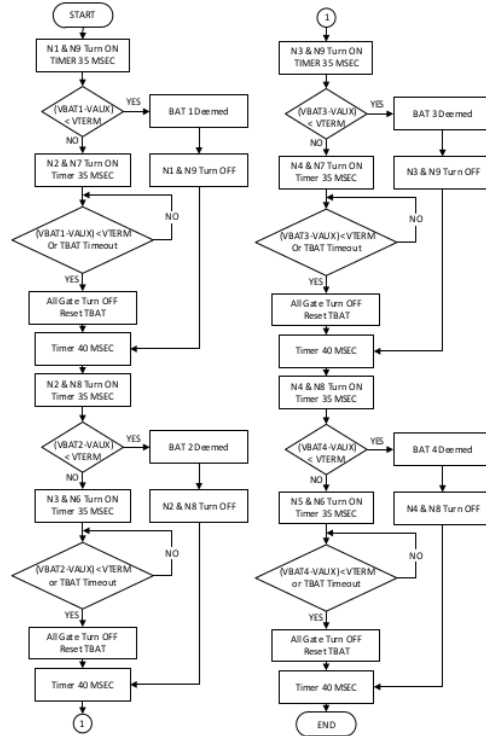 START
N1 & N9 Turn ON
TIMER 35 MSEC
(VBAT1-VAUX)
< VTERM
YES
BAT 1 Deemed
NO
N2 & N7 Turn ON
Timer 35 MSEC
N1 & N9 Turn OFF
NO
(VBAT1-VAUX) <VTERM
Or TBAT Timeout
YES
All Gate Turn OFF
Reset TBAT
Timer 40 MSEC
N2 & N8 Turn ON
Timer 35 MSEC
(VBAT2-VAUX)
< VTERM
YES
BAT 2 Deemed
NO
N3 & N6 Turn ON
Timer 35 MSEC
N2 & N8 Turn OFF
NO
(VBAT2-VAUX) <VTERM
or TBAT Timeout
YES
All Gate Turn OFF
Reset TBAT
Timer 40 MSEC
1
1
N3 & N9 Turn ON
TIMER 35 MSEC
(VBAT3-VAUX)
< VTERM
YES
BAT 3 Deemed
NO
N4 & N7 Turn ON
Timer 35 MSEC
N3 & N9 Turn OFF
NO
(VBAT3-VAUX) <VTERM
Or TBAT Timeout
YES
All Gate Turn OFF
Reset TBAT
Timer 40 MSEC
N4 & N8 Turn ON
Timer 35 MSEC
(VBAT4-VAUX)
< VTERM
YES
BAT 4 Deemed
NO
N5 & N6 Turn ON
Timer 35 MSEC
N4 & N8 Turn OFF
NO
(VBAT4-VAUX) <VTERM
or TBAT Timeout
YES
All Gate Turn OFF
Reset TBAT
Timer 40 MSEC
END